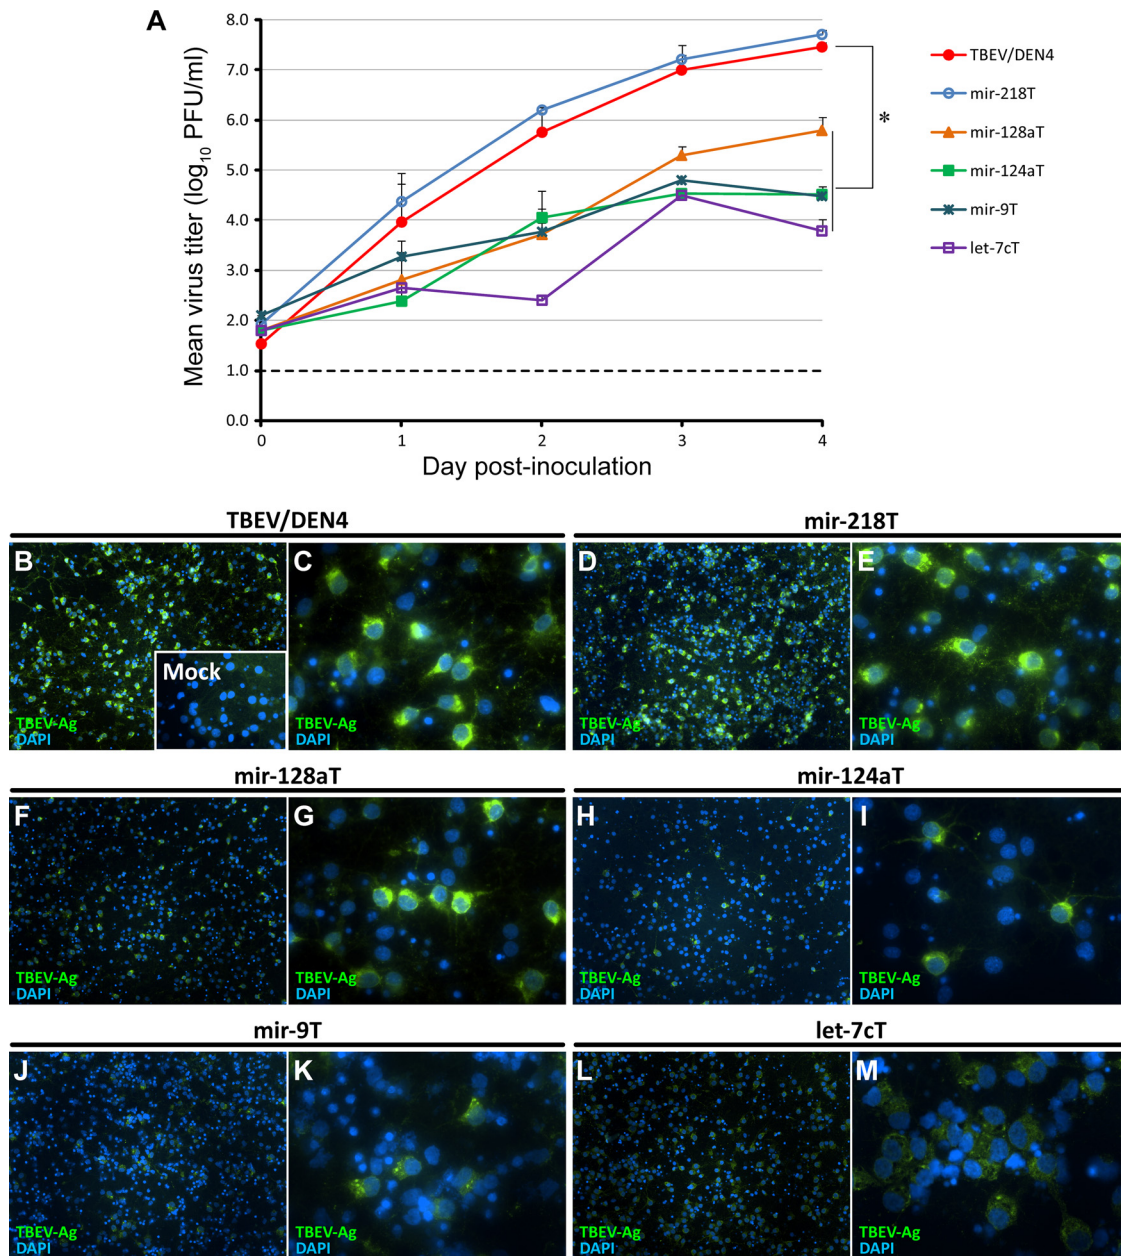 A
8.0
7.0
6.0
5.0
4.0
3.0
2.0
1.0
0.0
Mean virus titer (log10 PFU/ml)
0 1 2 3 4
Day post-inoculation
TBEV/DEN4
mir-218T
mir-128aT
mir-124aT
mir-9T
let-7cT
*
TBEV/DEN4 mir-218T
B C D E
Mock
TBEV-Ag TBEV-Ag TBEV-Ag TBEV-Ag
DAPI DAPI DAPI DAPI
mir-128aT mir-124aT
F G H I
TBEV-Ag TBEV-Ag TBEV-Ag TBEV-Ag
DAPI DAPI DAPI DAPI
mir-9T let-7cT
J K L M
TBEV-Ag TBEV-Ag TBEV-Ag TBEV-Ag
DAPI DAPI DAPI DAPI